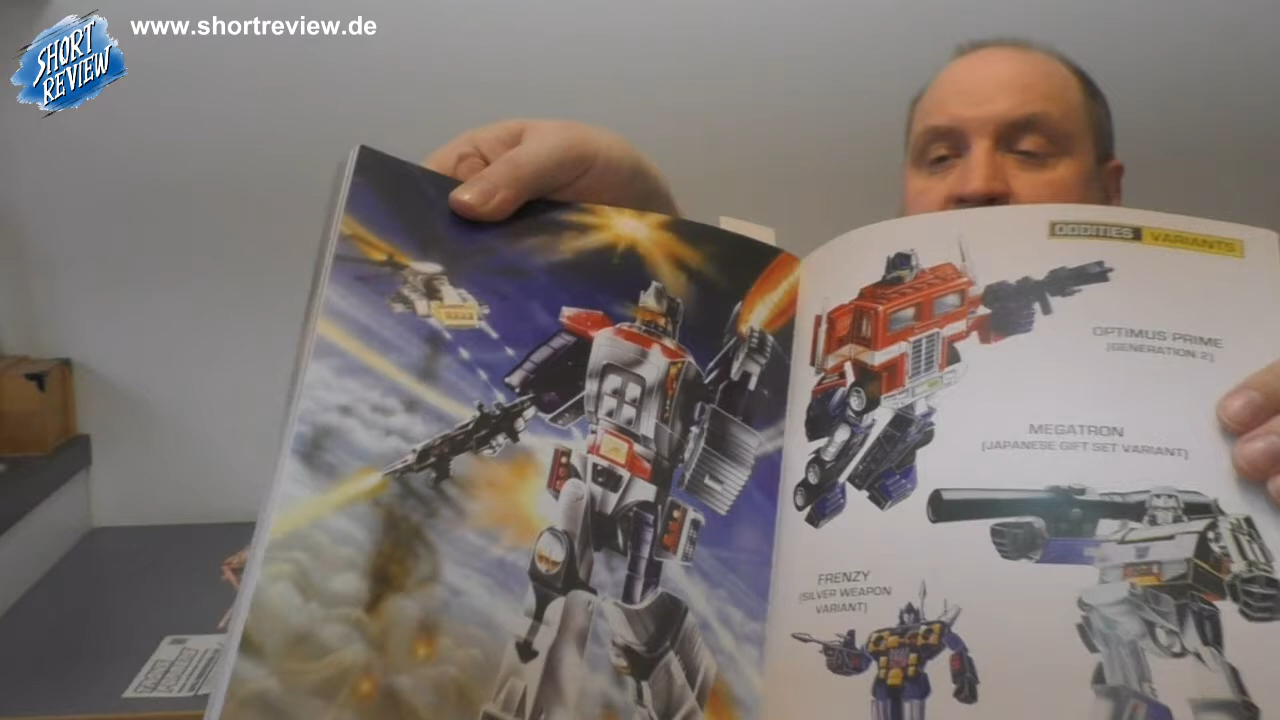 SHORT
REVIEW
www.shortreview.de
ODDITIES VARIANTS
OPTIMUS PRIME
(GENERATION 2)
MEGATRON
(JAPANESE GIFT SET VARIANT)
FRENZY
(SILVER WEAPON
VARIANT)